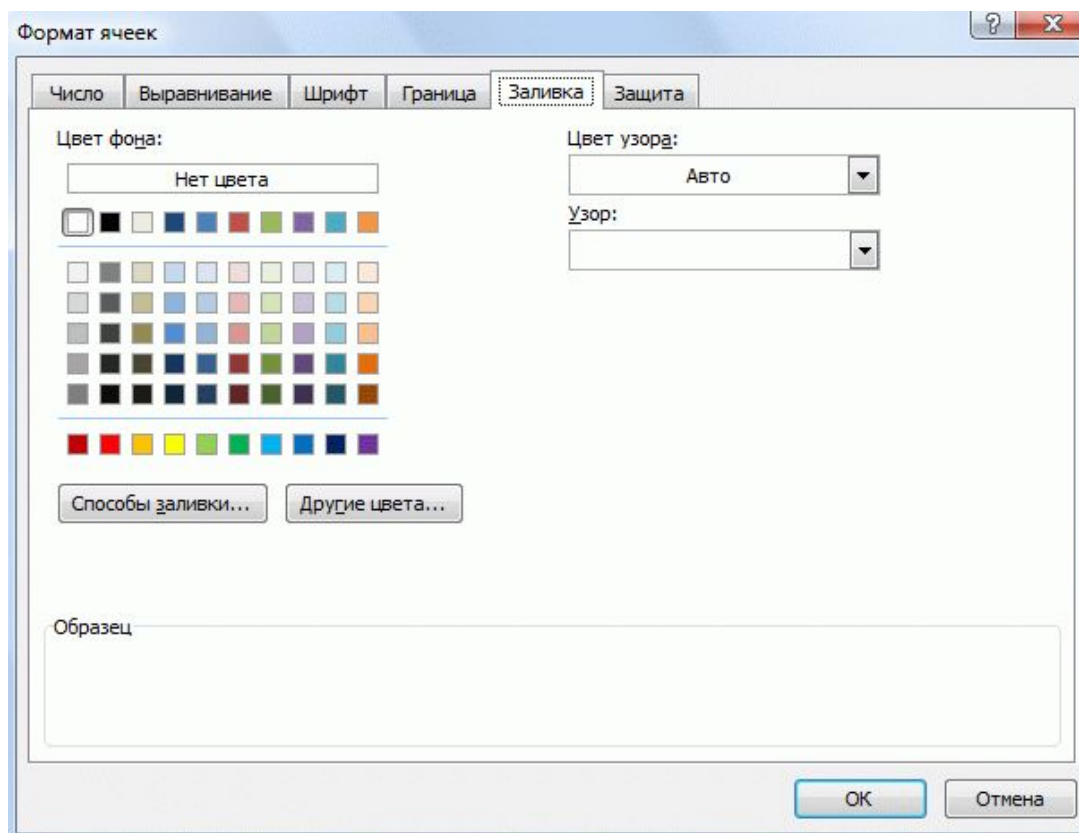 Формат ячеек
Число Выравнивание Шрифт Граница Заливка Защита
Цвет фона:
Нет цвета
Цвет узора:
Авто
Узор:
Способы заливки... Другие цвета...
Образец
ОК Отмена